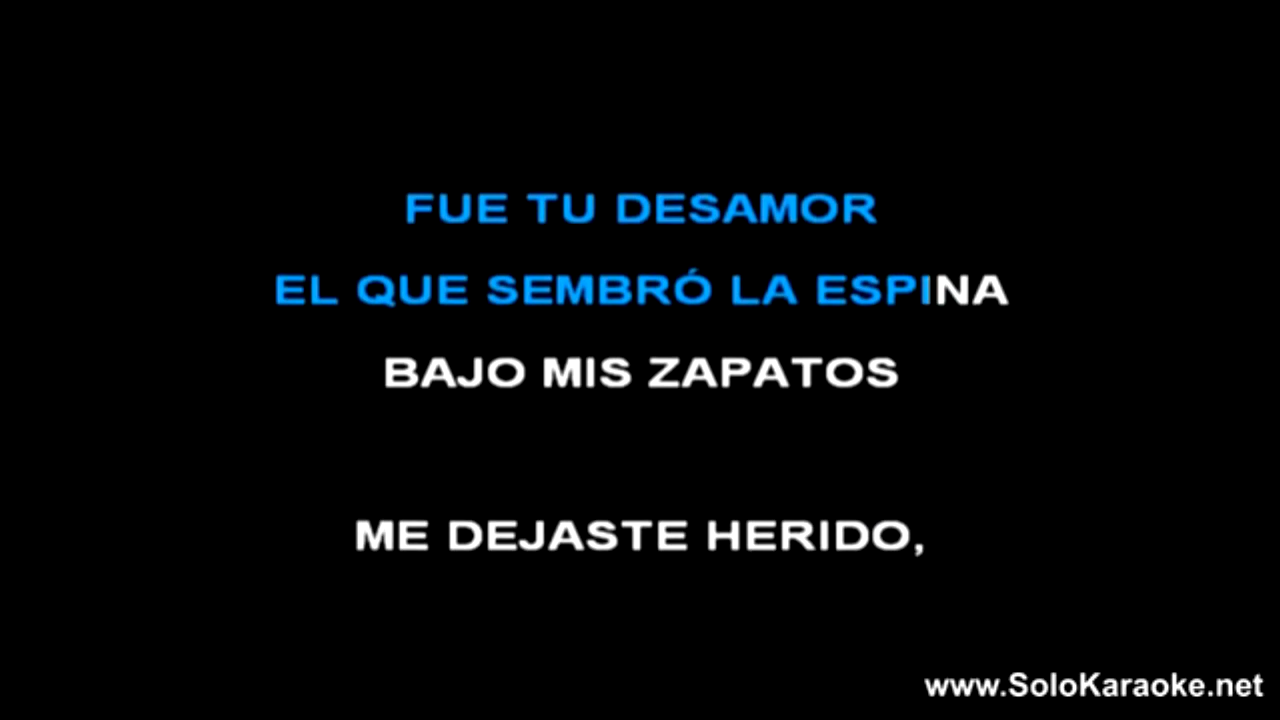 FUE TU DESAMOR
EL QUE SEMBRÓ LA ESPINA
BAJO MIS ZAPATOS
ME DEJASTE HERIDO,
www.SoloKaraoke.net